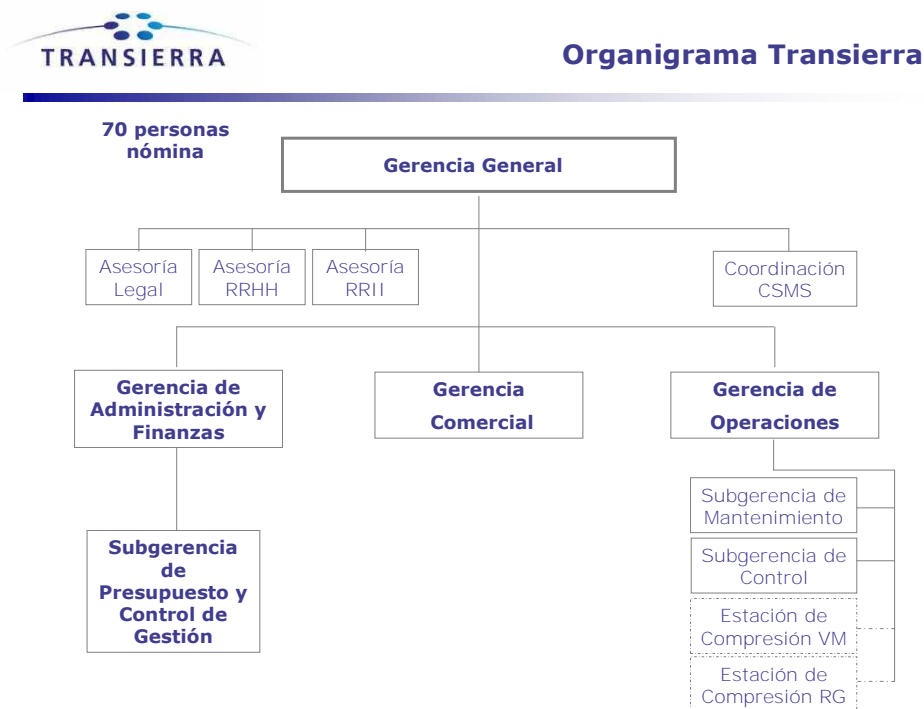 TRANSIERRA
Organigrama Transierra
70 personas
nómina
Gerencia General
Asesoría
Legal
Asesoría
RRHH
Asesoría
RRII
Coordinación
CSMS
Gerencia de
Administración y
Finanzas
Gerencia
Comercial
Gerencia de
Operaciones
Subgerencia
de
Presupuesto y
Control de
Gestión
Subgerencia de
Mantenimiento
Subgerencia de
Control
Estación de
Compresión VM
Estación de
Compresión RG